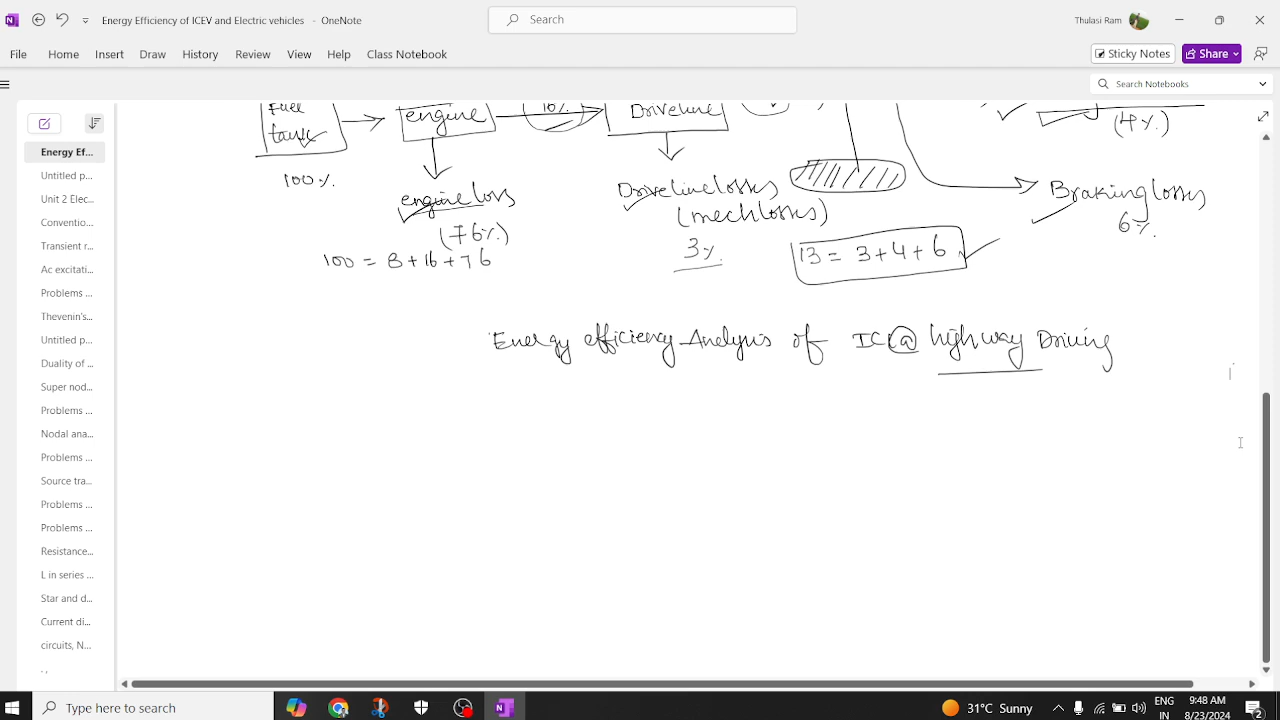 Energy Efficiency of ICEV and Electric vehicles - OneNote
Search
Thulasi Ram
File Home Insert Draw History Review View Help Class Notebook
Sticky Notes
Share
Search Notebooks
Energy Ef...
Untitled p...
Unit 2 Elec...
Conventio...
Transient r...
Ac excitati...
Problems ...
Thevenin's...
Untitled p...
Duality of ...
Super nod...
Problems ...
Nodal ana...
Problems ...
Source tra...
Problems ...
Problems ...
Resistance...
L in series ...
Star and d...
Current di...
circuits, N...
Fuel tank
engine
16%
Driveline
(4%)
100%
engine loss
(76%)
100 = 8+16+76
Driveline losses
(mech losses)
3%
13 = 3+4+6
Braking losses
6%
Energy efficiency Analysis of IC @ highway Driving
Type here to search
31°C Sunny
ENG
IN
9:48 AM
8/23/2024
2